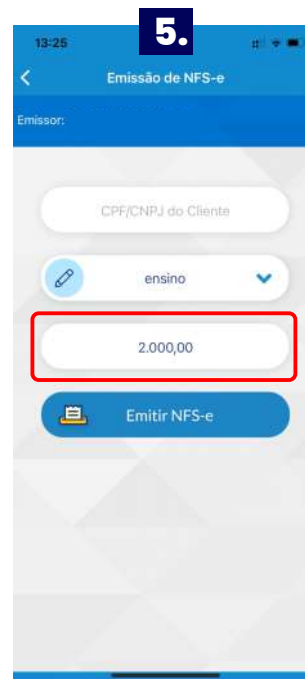 5.
13:25
Emissão de NFS-e
Emissor:
CPF/CNPJ do Cliente
ensino
2.000,00
Emitir NFS-e